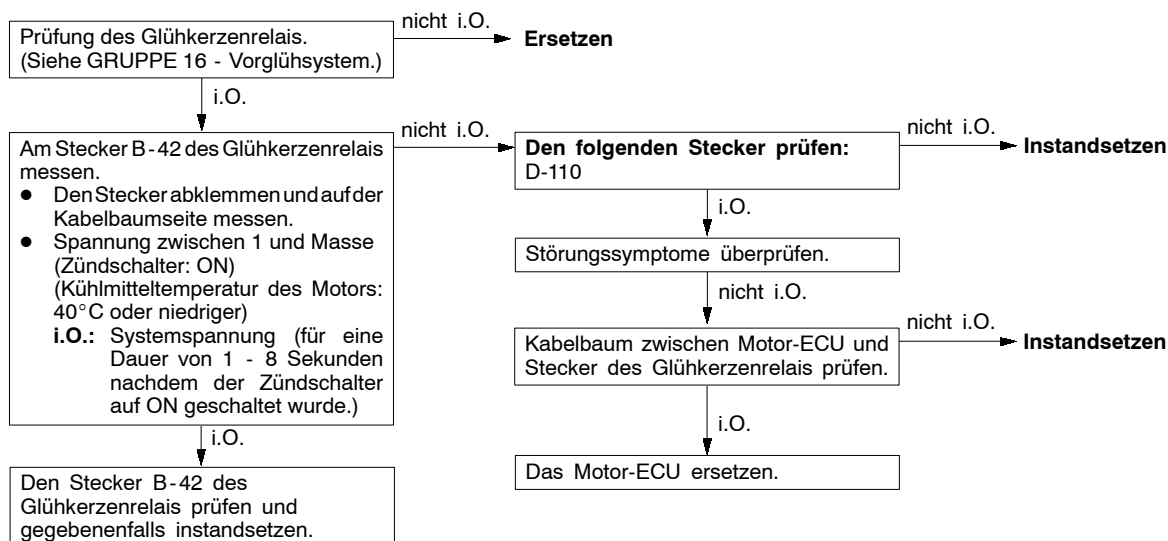 Prüfung des Glühkerzenrelais.
(Siehe GRUPPE 16 - Vorglühsystem.)
nicht i.O.
Ersetzen
i.O.
Am Stecker B-42 des Glühkerzenrelais
messen.
● Den Stecker abklemmen und auf der
Kabelbaumseite messen.
● Spannung zwischen 1 und Masse
(Zündschalter: ON)
(Kühlmitteltemperatur des Motors:
40°C oder niedriger)
i.O.: Systemspannung (für eine
Dauer von 1 - 8 Sekunden
nachdem der Zündschalter
auf ON geschaltet wurde.)
i.O.
Den Stecker B-42 des
Glühkerzenrelais prüfen und
gegebenenfalls instandsetzen.
nicht i.O.
Den folgenden Stecker prüfen:
D-110
nicht i.O.
Instandsetzen
i.O.
Störungssymptome überprüfen.
nicht i.O.
Kabelbaum zwischen Motor-ECU und
Stecker des Glühkerzenrelais prüfen.
nicht i.O.
Instandsetzen
i.O.
Das Motor-ECU ersetzen.